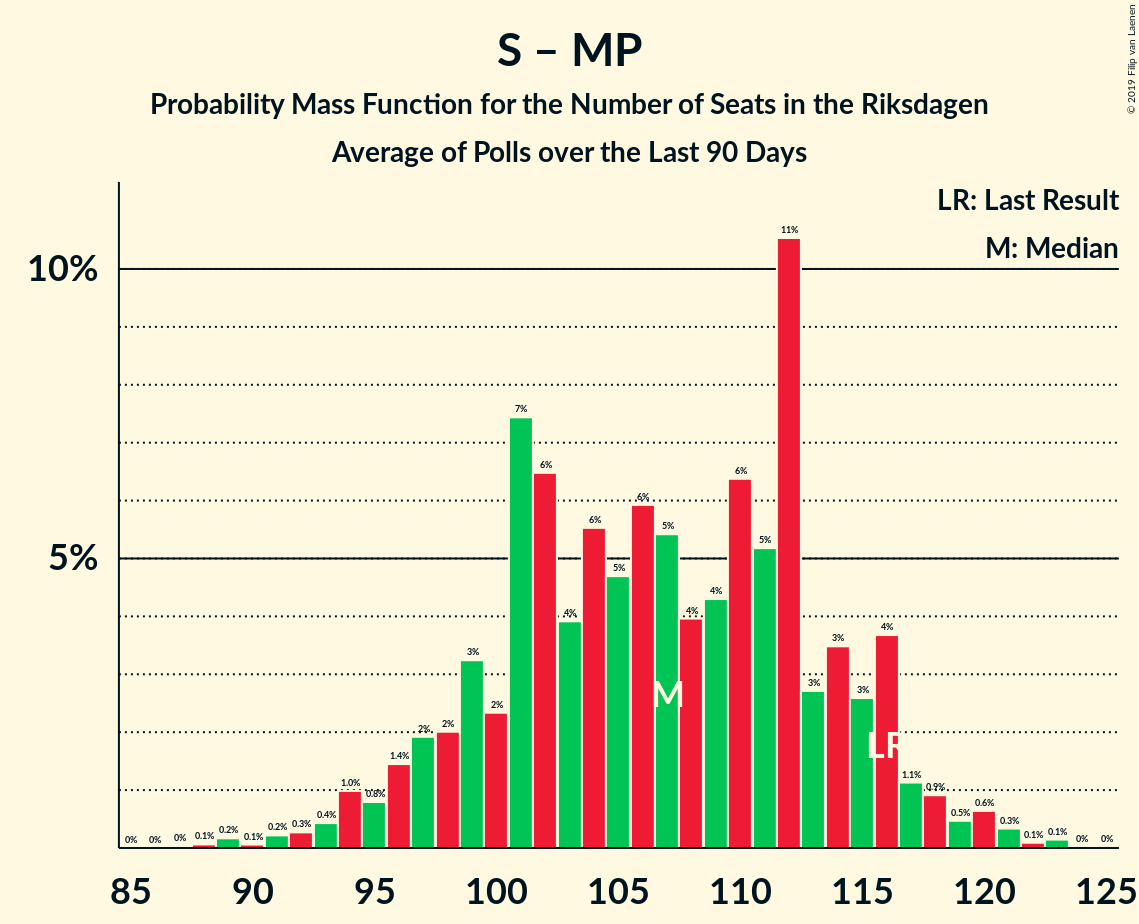 S – MP
Probability Mass Function for the Number of Seats in the Riksdagen
Average of Polls over the Last 90 Days
© 2019 Filip van Laenen
LR: Last Result
M: Median
10%
5%
0% 0% 0% 0.1% 0.2% 0.1% 0.2% 0.3% 0.4% 1.0% 0.8% 1.4% 2% 2% 3% 2% 7% 6% 4% 6% 5% 6% 5% 4% 4% 6% 5% 11% 3% 3% 3% 4% 1.1% 0.9% 0.5% 0.6% 0.3% 0.1% 0.1% 0% 0%
M
LR
85 90 95 100 105 110 115 120 125